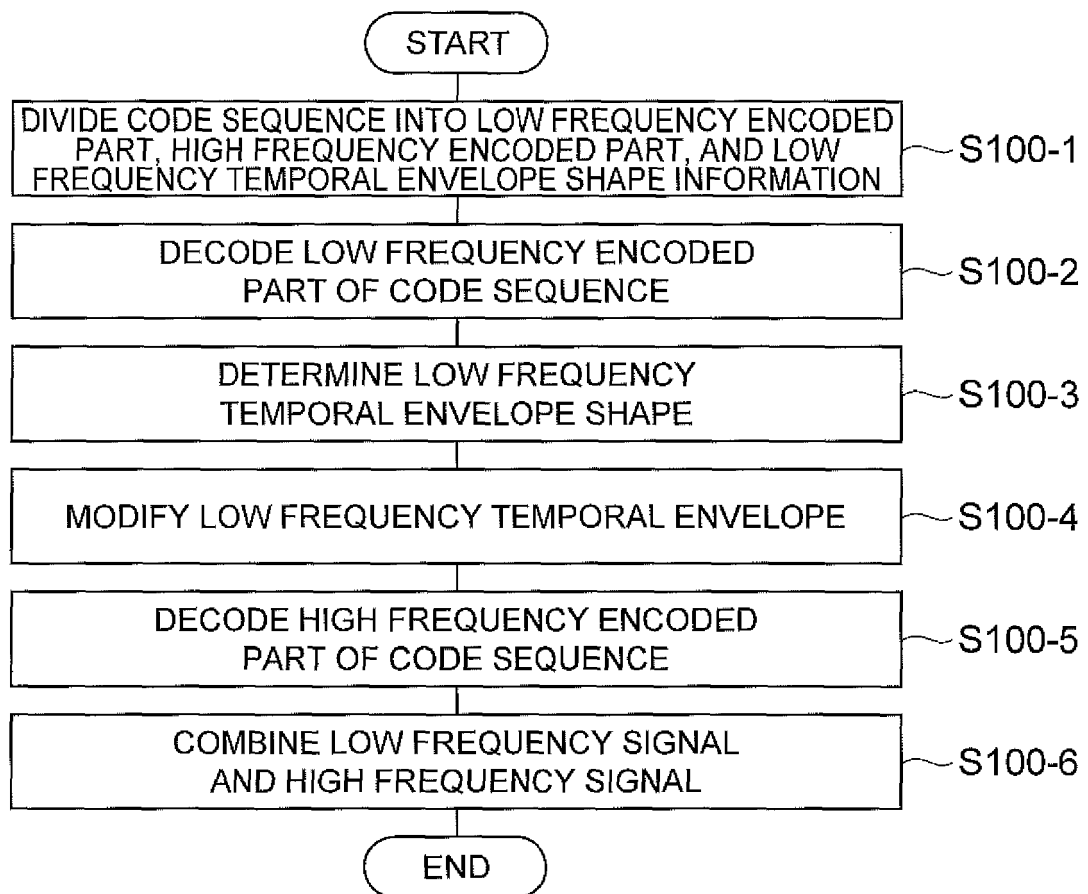 START
DIVIDE CODE SEQUENCE INTO LOW FREQUENCY ENCODED
PART, HIGH FREQUENCY ENCODED PART, AND LOW
FREQUENCY TEMPORAL ENVELOPE SHAPE INFORMATION
S100-1
DECODE LOW FREQUENCY ENCODED
PART OF CODE SEQUENCE
S100-2
DETERMINE LOW FREQUENCY
TEMPORAL ENVELOPE SHAPE
S100-3
MODIFY LOW FREQUENCY TEMPORAL ENVELOPE
S100-4
DECODE HIGH FREQUENCY ENCODED
PART OF CODE SEQUENCE
S100-5
COMBINE LOW FREQUENCY SIGNAL
AND HIGH FREQUENCY SIGNAL
S100-6
END